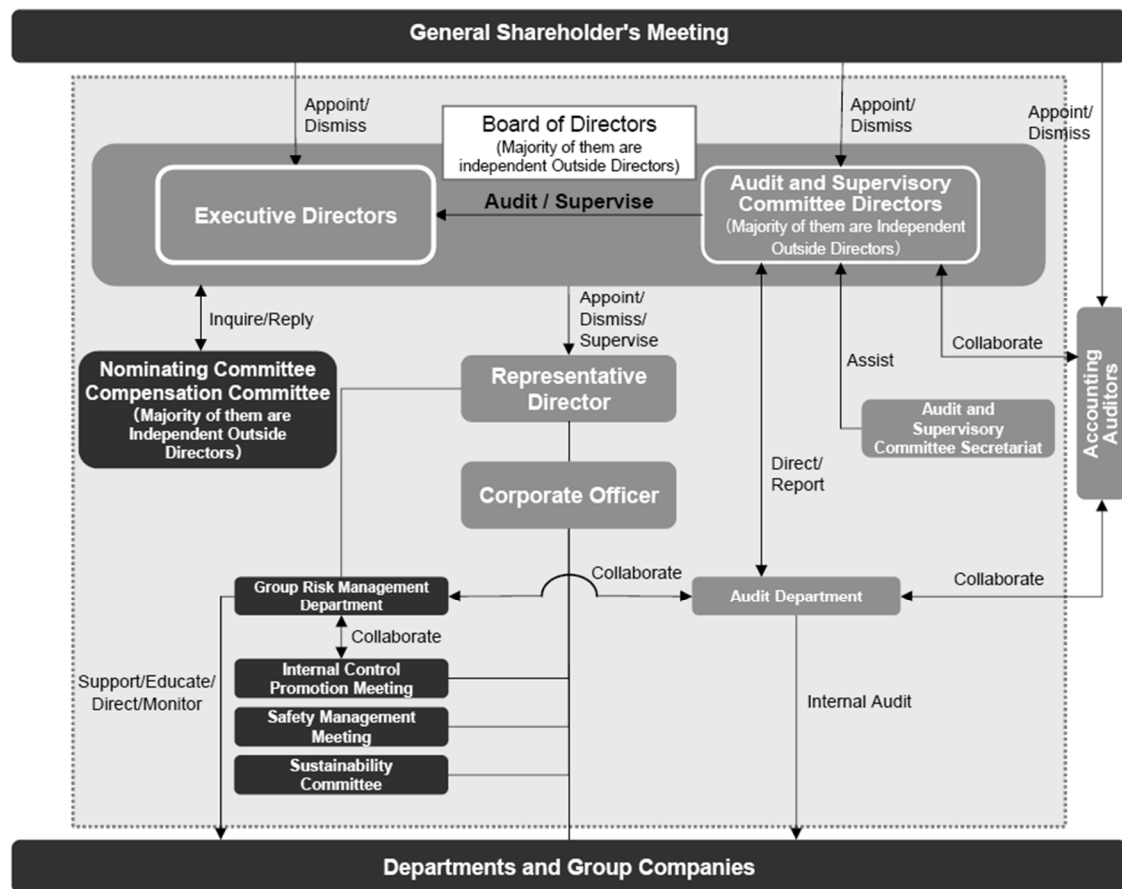 General Shareholder's Meeting
Appoint/
Dismiss
Appoint/
Dismiss
Appoint/
Dismiss
Board of Directors
(Majority of them are
independent Outside Directors)
Executive Directors
Audit / Supervise
Audit and Supervisory
Committee Directors
(Majority of them are Independent
Outside Directors)
Inquire/Reply
Appoint/
Dismiss/
Supervise
Assist
Collaborate
Accounting
Auditors
Nominating Committee
Compensation Committee
(Majority of them are
Independent Outside
Directors)
Representative
Director
Audit and
Supervisory
Committee Secretariat
Direct/
Report
Corporate Officer
Group Risk Management
Department
Collaborate
Audit Department
Collaborate
Collaborate
Internal Control
Promotion Meeting
Support/Educate/
Direct/Monitor
Internal Audit
Safety Management
Meeting
Sustainability
Committee
Departments and Group Companies